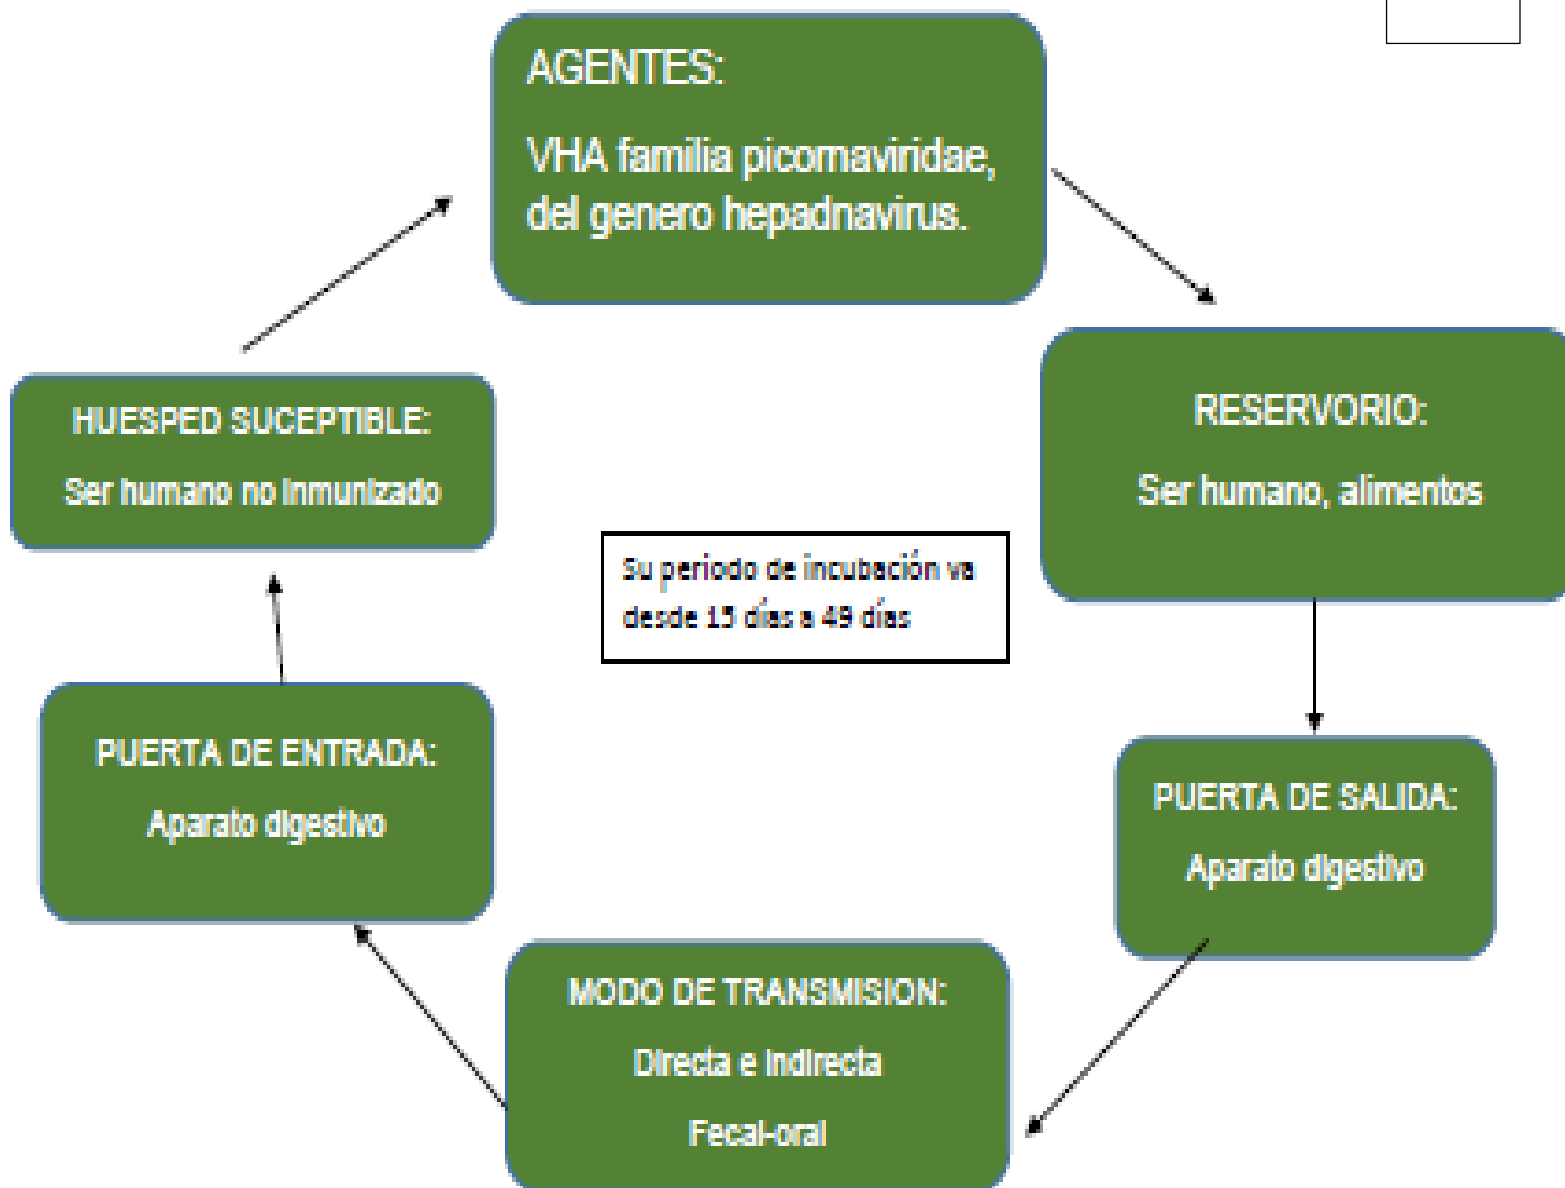 AGENTES:
VHA familia picornaviridae,
del genero hepadnavirus.
RESERVORIO:
Ser humano, alimentos
PUERTA DE SALIDA:
Aparato digestivo
MODO DE TRANSMISION:
Directa e indirecta
Fecal-oral
PUERTA DE ENTRADA:
Aparato digestivo
HUESPED SUCEPTIBLE:
Ser humano no inmunizado
Su periodo de incubación va
desde 15 días a 49 días